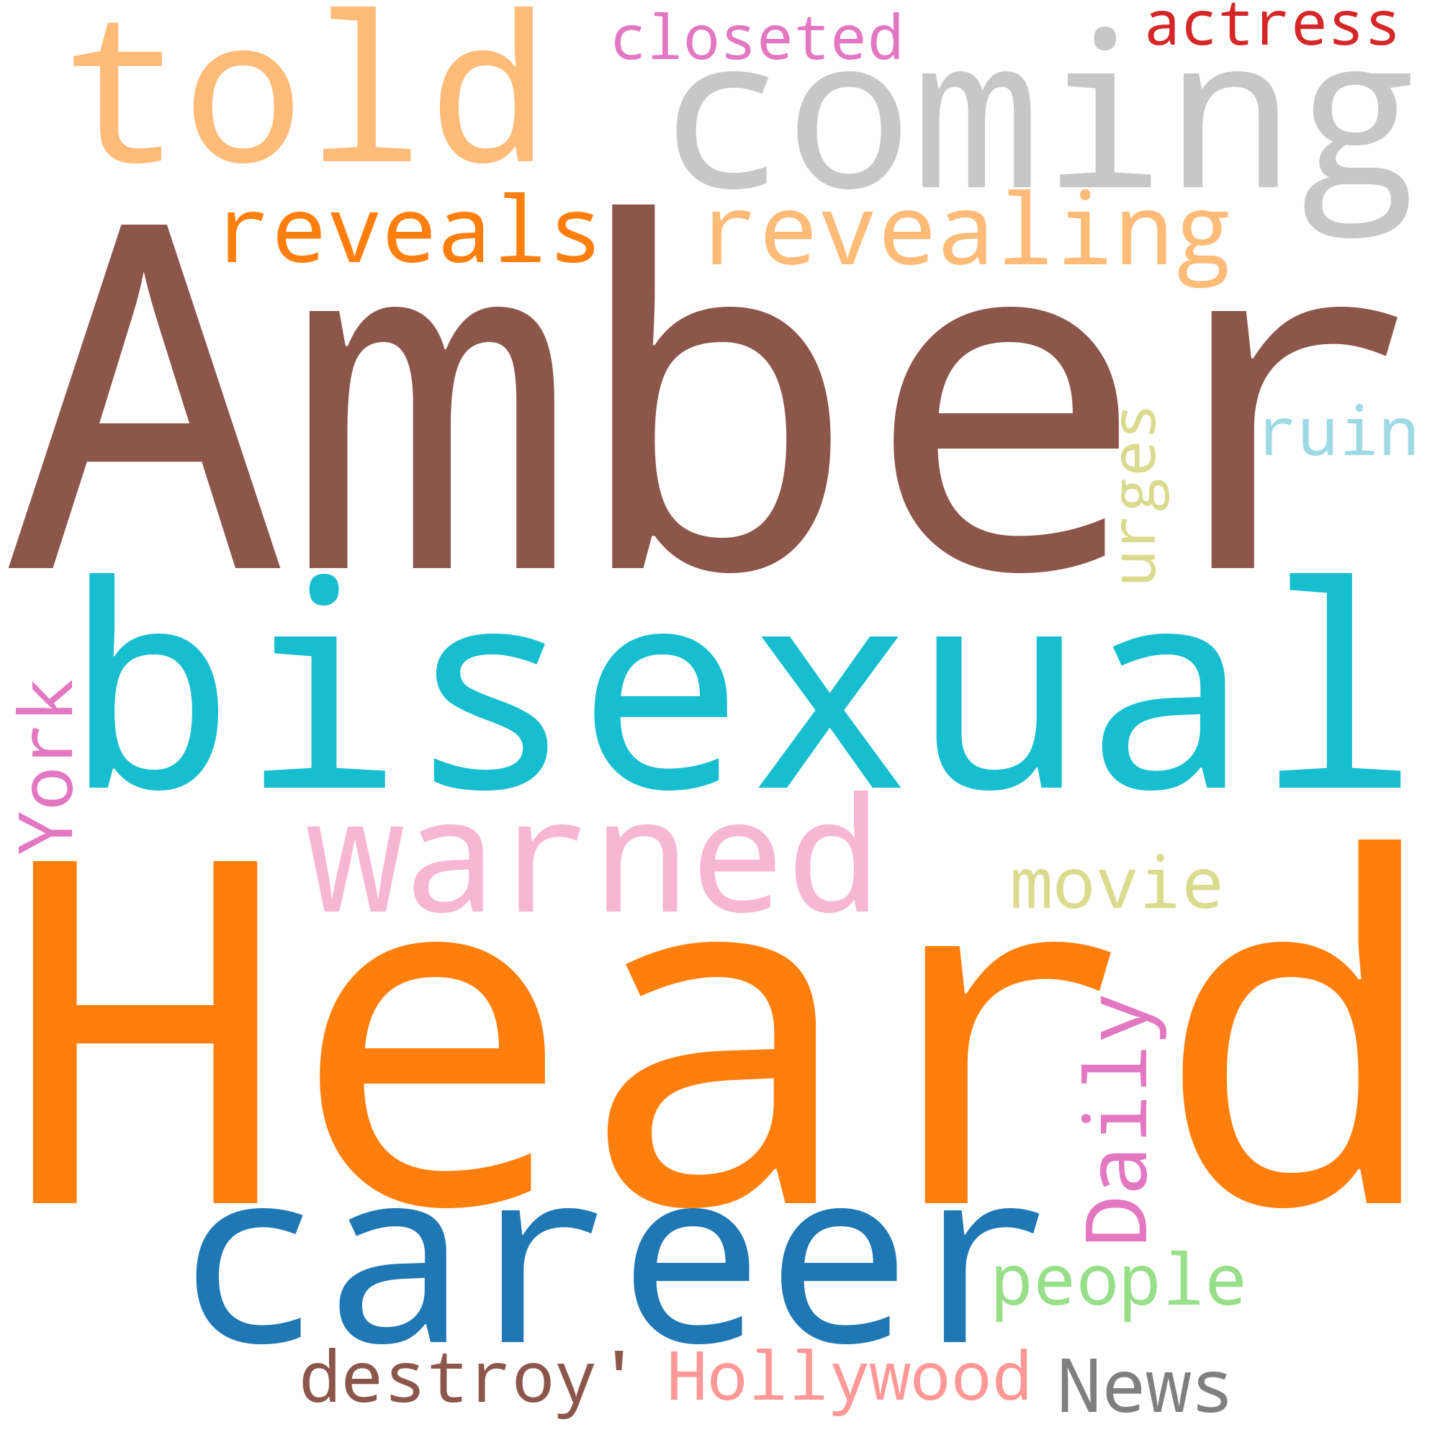 told
closeted
actress
coming
reveals
revealing
Amber
urges
ruin
bisexual
York
warned
movie
Heard
Daily
career
people
destroy'
Hollywood
News